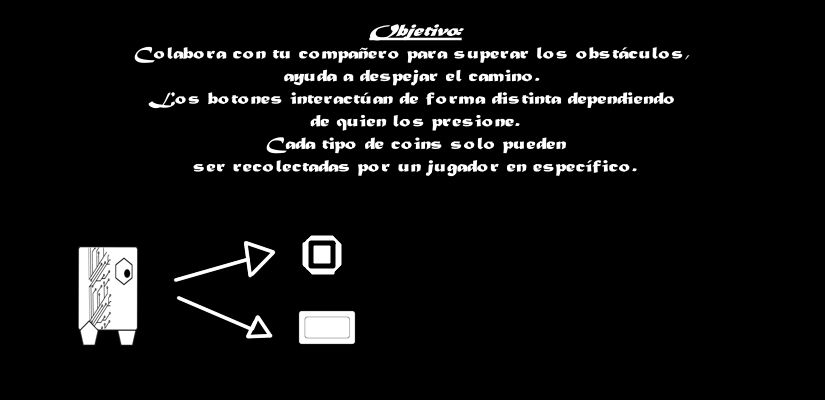 Objetivo:
Colabora con tu compañero para superar los obstáculos,
ayuda a despejar el camino.
Los botones interactúan de forma distinta dependiendo
de quien los presione.
Cada tipo de coins solo pueden
ser recolectadas por un jugador en específico.